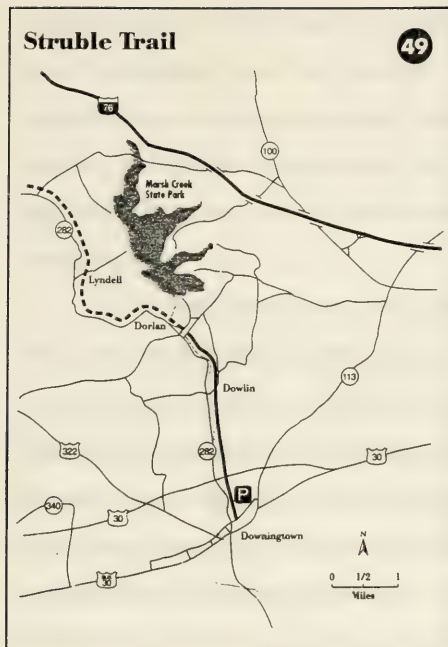 Struble Trail
49
76
100
Marsh Creek
State Park
282
Lyndell
Dorlan
113
Dowlin
322
282
30
P
340
30
Downingtown
N
30
0 1/2 1
Miles